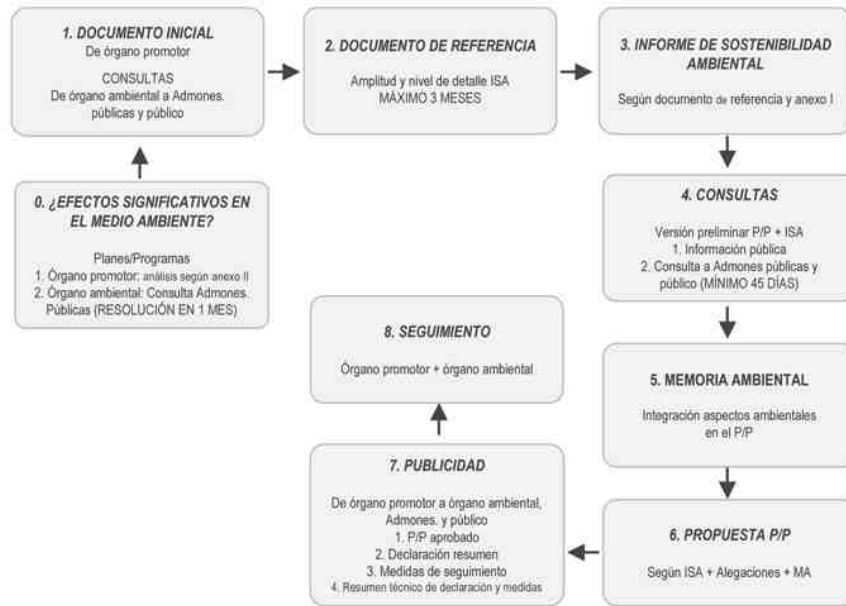 1. DOCUMENTO INICIAL
De órgano promotor
CONSULTAS
De órgano ambiental a Admones.
públicas y público
2. DOCUMENTO DE REFERENCIA
Amplitud y nivel de detalle ISA
MÁXIMO 3 MESES
3. INFORME DE SOSTENIBILIDAD
AMBIENTAL
Según documento de referencia y anexo I
0. ¿EFECTOS SIGNIFICATIVOS EN
EL MEDIO AMBIENTE?
Planes/Programas
1. Órgano promotor: análisis según anexo II
2. Órgano ambiental: Consulta Admones.
Públicas (RESOLUCIÓN EN 1 MES)
4. CONSULTAS
Versión preliminar P/P + ISA
1. Información pública
2. Consulta a Admones públicas y
público (MÍNIMO 45 DÍAS)
8. SEGUIMIENTO
Órgano promotor + órgano ambiental
5. MEMORIA AMBIENTAL
Integración aspectos ambientales
en el P/P
7. PUBLICIDAD
De órgano promotor a órgano ambiental,
Admones. y público
1. P/P aprobado
2. Declaración resumen
3. Medidas de seguimiento
4. Resumen técnico de declaración y medidas
6. PROPUESTA P/P
Según ISA + Alegaciones + MA